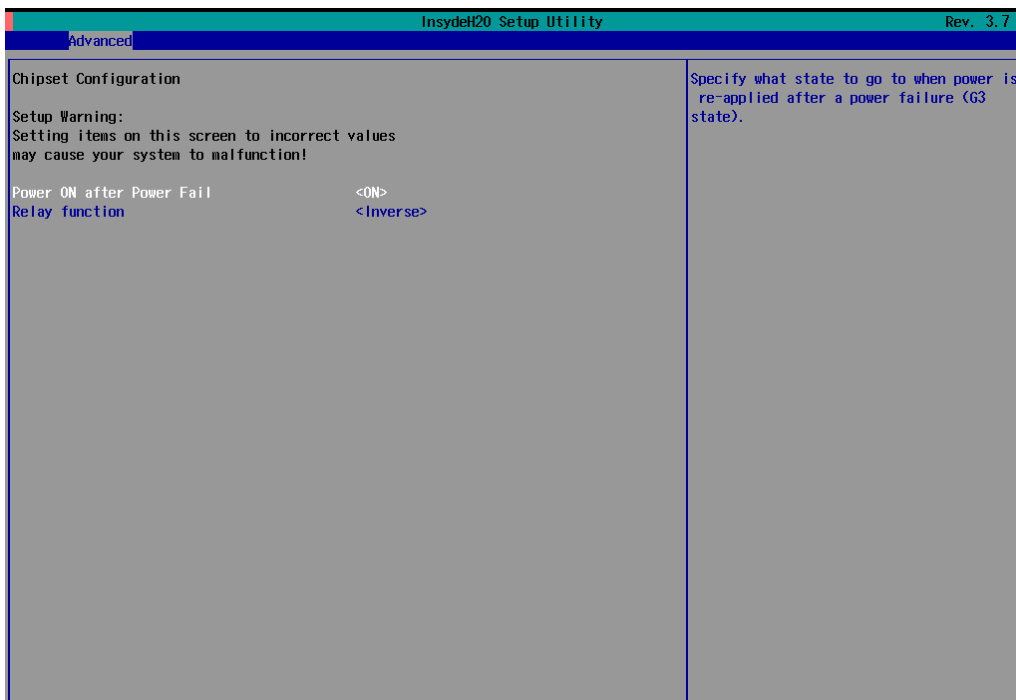 InsydeH20 Setup Utility Rev. 3.7
Advanced
Chipset Configuration
Setup Warning:
Setting items on this screen to incorrect values
may cause your system to malfunction!
Power ON after Power Fail <ON>
Relay function <Inverse>
Specify what state to go to when power is
re-applied after a power failure (G3
state).